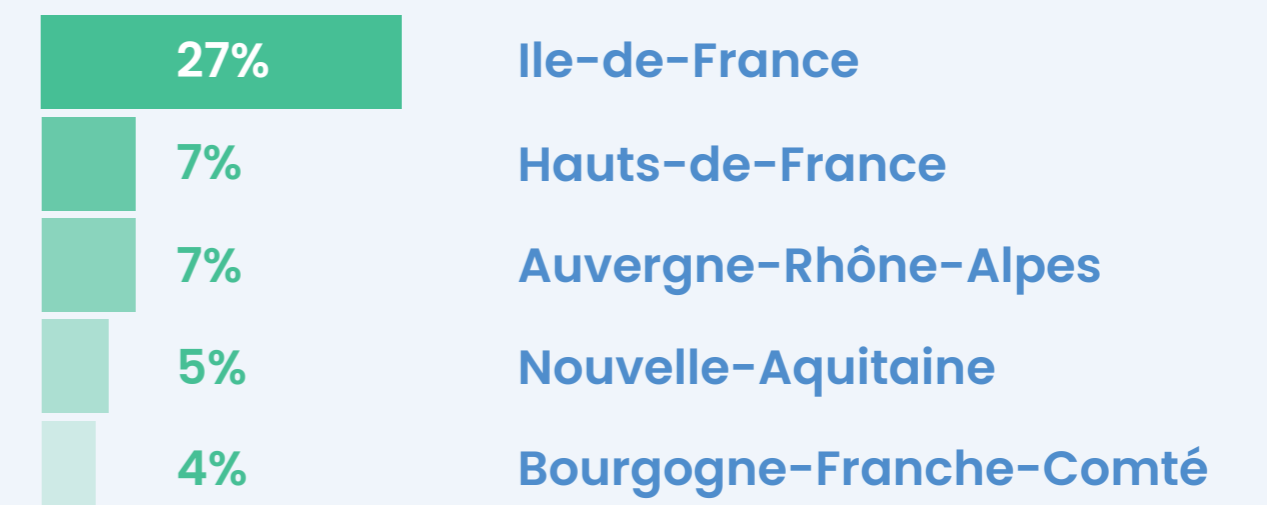 27% Ile-de-France
7% Hauts-de-France
7% Auvergne-Rhône-Alpes
5% Nouvelle-Aquitaine
4% Bourgogne-Franche-Comté